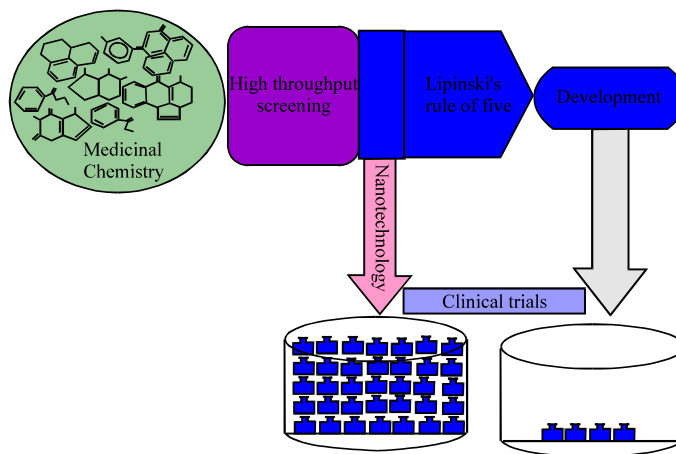 Medicinal
Chemistry
High throughput
screening
Lipinski's
rule of five
Development
Nanotechnology
Clinical trials